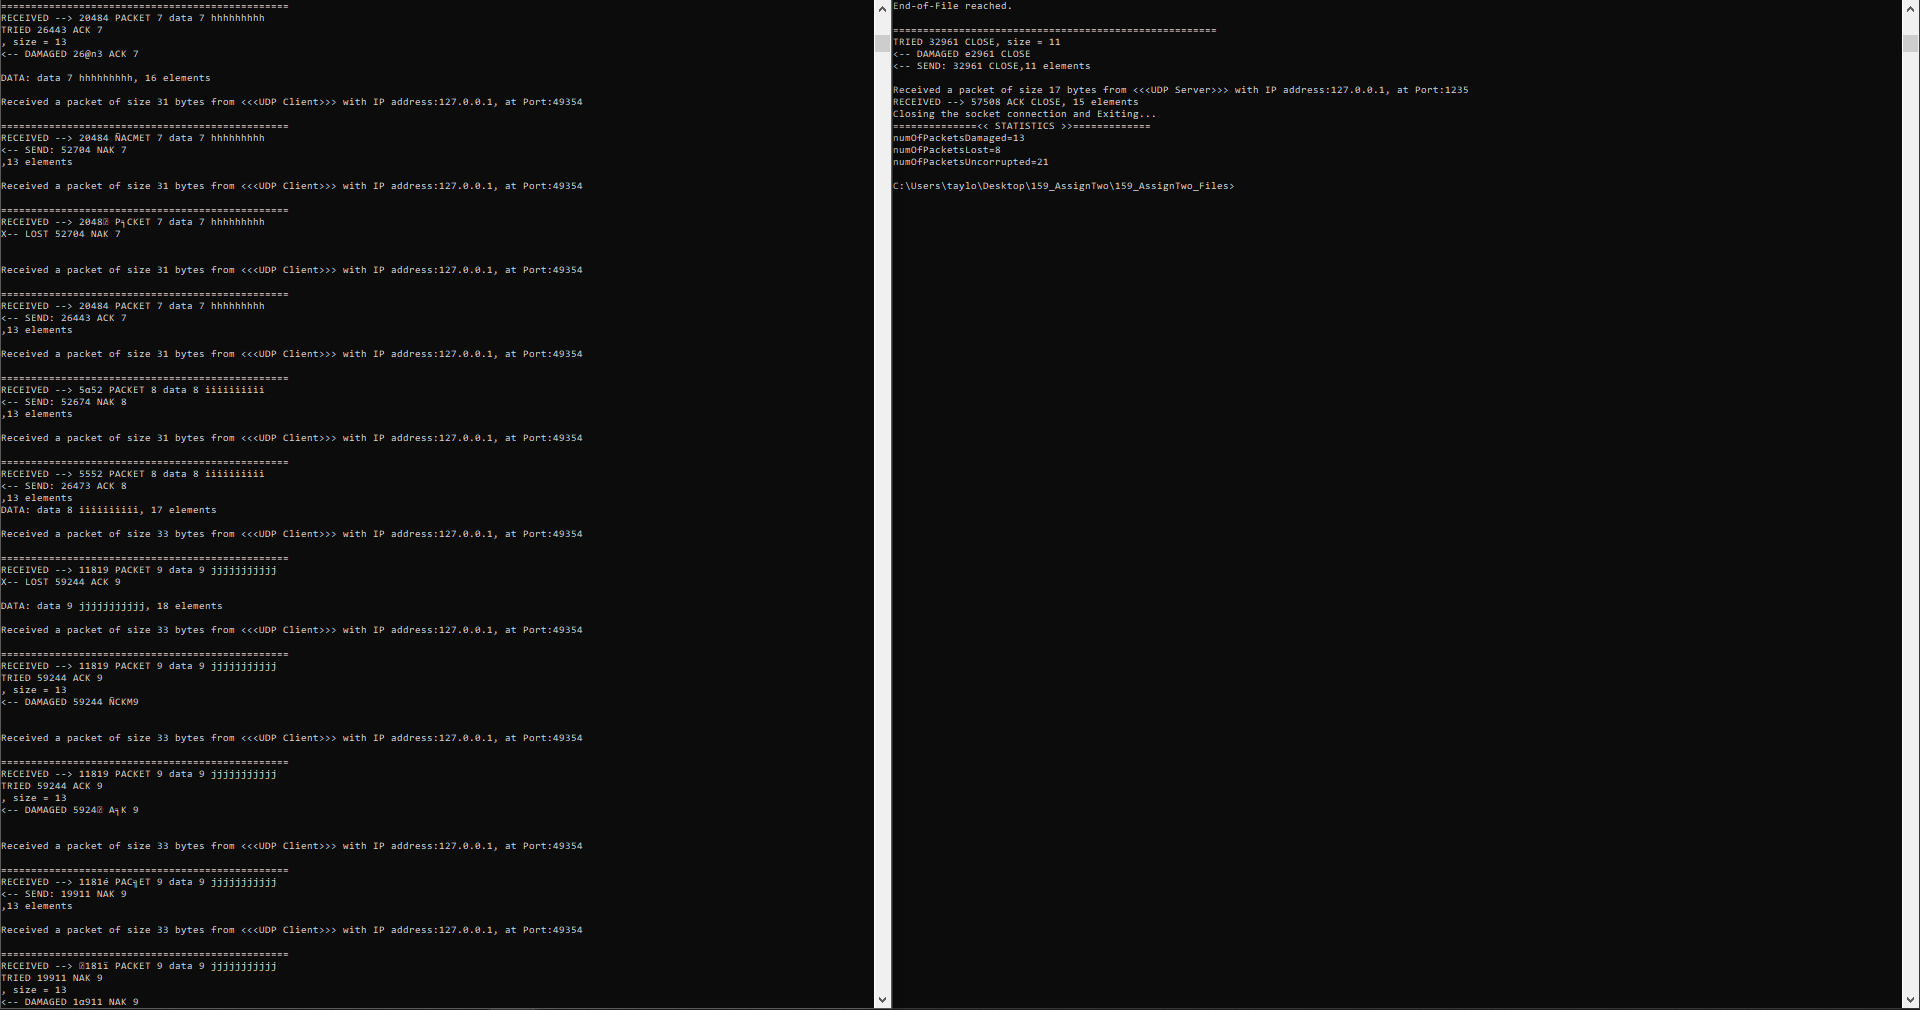 ================================================
RECEIVED --> 20484 PACKET 7 data 7 hhhhhhhhh
TRIED 26443 ACK 7
, size = 13
<-- DAMAGED 26@n3 ACK 7
DATA: data 7 hhhhhhhhh, 16 elements
Received a packet of size 31 bytes from <<<UDP Client>>> with IP address:127.0.0.1, at Port:49354
================================================
RECEIVED --> 20484 ÑACMET 7 data 7 hhhhhhhhh
<-- SEND: 52704 NAK 7
,13 elements
Received a packet of size 31 bytes from <<<UDP Client>>> with IP address:127.0.0.1, at Port:49354
================================================
RECEIVED --> 2048⍰ P╕CKET 7 data 7 hhhhhhhhh
X-- LOST 52704 NAK 7
Received a packet of size 31 bytes from <<<UDP Client>>> with IP address:127.0.0.1, at Port:49354
================================================
RECEIVED --> 20484 PACKET 7 data 7 hhhhhhhhh
<-- SEND: 26443 ACK 7
,13 elements
Received a packet of size 31 bytes from <<<UDP Client>>> with IP address:127.0.0.1, at Port:49354
================================================
RECEIVED --> 5α52 PACKET 8 data 8 iiiiiiiiii
<-- SEND: 52674 NAK 8
,13 elements
Received a packet of size 31 bytes from <<<UDP Client>>> with IP address:127.0.0.1, at Port:49354
================================================
RECEIVED --> 5552 PACKET 8 data 8 iiiiiiiiii
<-- SEND: 26473 ACK 8
,13 elements
DATA: data 8 iiiiiiiiii, 17 elements
Received a packet of size 33 bytes from <<<UDP Client>>> with IP address:127.0.0.1, at Port:49354
================================================
RECEIVED --> 11819 PACKET 9 data 9 jjjjjjjjjjj
X-- LOST 59244 ACK 9
DATA: data 9 jjjjjjjjjjj, 18 elements
Received a packet of size 33 bytes from <<<UDP Client>>> with IP address:127.0.0.1, at Port:49354
================================================
RECEIVED --> 11819 PACKET 9 data 9 jjjjjjjjjjj
TRIED 59244 ACK 9
, size = 13
<-- DAMAGED 59244 ÑCKM9
Received a packet of size 33 bytes from <<<UDP Client>>> with IP address:127.0.0.1, at Port:49354
================================================
RECEIVED --> 11819 PACKET 9 data 9 jjjjjjjjjjj
TRIED 59244 ACK 9
, size = 13
<-- DAMAGED 5924⍰ A╕K 9
Received a packet of size 33 bytes from <<<UDP Client>>> with IP address:127.0.0.1, at Port:49354
================================================
RECEIVED --> 1181é PAC╗ET 9 data 9 jjjjjjjjjjj
<-- SEND: 19911 NAK 9
,13 elements
Received a packet of size 33 bytes from <<<UDP Client>>> with IP address:127.0.0.1, at Port:49354
================================================
RECEIVED --> ⍰181ï PACKET 9 data 9 jjjjjjjjjjj
TRIED 19911 NAK 9
, size = 13
<-- DAMAGED 1α911 NAK 9
End-of-File reached.
======================================================
TRIED 32961 CLOSE, size = 11
<-- DAMAGED e2961 CLOSE
<-- SEND: 32961 CLOSE,11 elements
Received a packet of size 17 bytes from <<<UDP Server>>> with IP address:127.0.0.1, at Port:1235
RECEIVED --> 57508 ACK CLOSE, 15 elements
Closing the socket connection and Exiting...
==============<< STATISTICS >>=============
numOfPacketsDamaged=13
numOfPacketsLost=8
numOfPacketsUncorrupted=21
C:\Users\taylo\Desktop\159_AssignTwo\159_AssignTwo_Files>